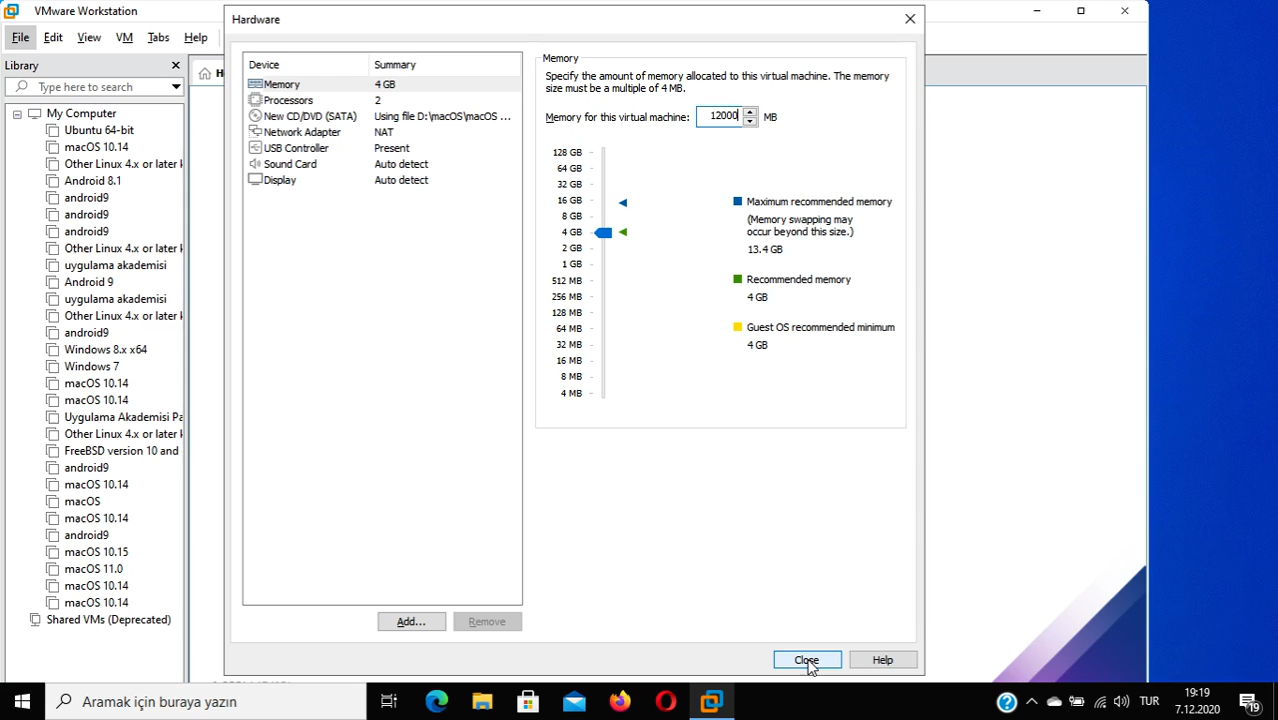 VMware Workstation
File Edit View VM Tabs Help
Library
Type here to search
My Computer
Ubuntu 64-bit
macOS 10.14
Other Linux 4.x or later k
Android 8.1
android9
android9
android9
Other Linux 4.x or later k
uygulama akademisi
Android 9
uygulama akademisi
Other Linux 4.x or later k
android9
Windows 8.x x64
Windows 7
macOS 10.14
macOS 10.14
Uygulama Akademisi Pa
Other Linux 4.x or later k
FreeBSD version 10 and
android9
macOS 10.14
macOS
macOS 10.14
android9
macOS 10.15
macOS 11.0
macOS 10.14
macOS 10.14
Shared VMs (Deprecated)
H
Hardware
Device Summary
Memory 4 GB
Processors 2
New CD/DVD (SATA) Using file D:\macOS\macOS ...
Network Adapter NAT
USB Controller Present
Sound Card Auto detect
Display Auto detect
Add... Remove
Memory
Specify the amount of memory allocated to this virtual machine. The memory
size must be a multiple of 4 MB.
Memory for this virtual machine: 12000 MB
128 GB
64 GB
32 GB
16 GB
8 GB
4 GB
2 GB
1 GB
512 MB
256 MB
128 MB
64 MB
32 MB
16 MB
8 MB
4 MB
Maximum recommended memory
(Memory swapping may
occur beyond this size.)
13.4 GB
Recommended memory
4 GB
Guest OS recommended minimum
4 GB
Close Help
Aramak için buraya yazın
TUR
19:19
7.12.2020
19